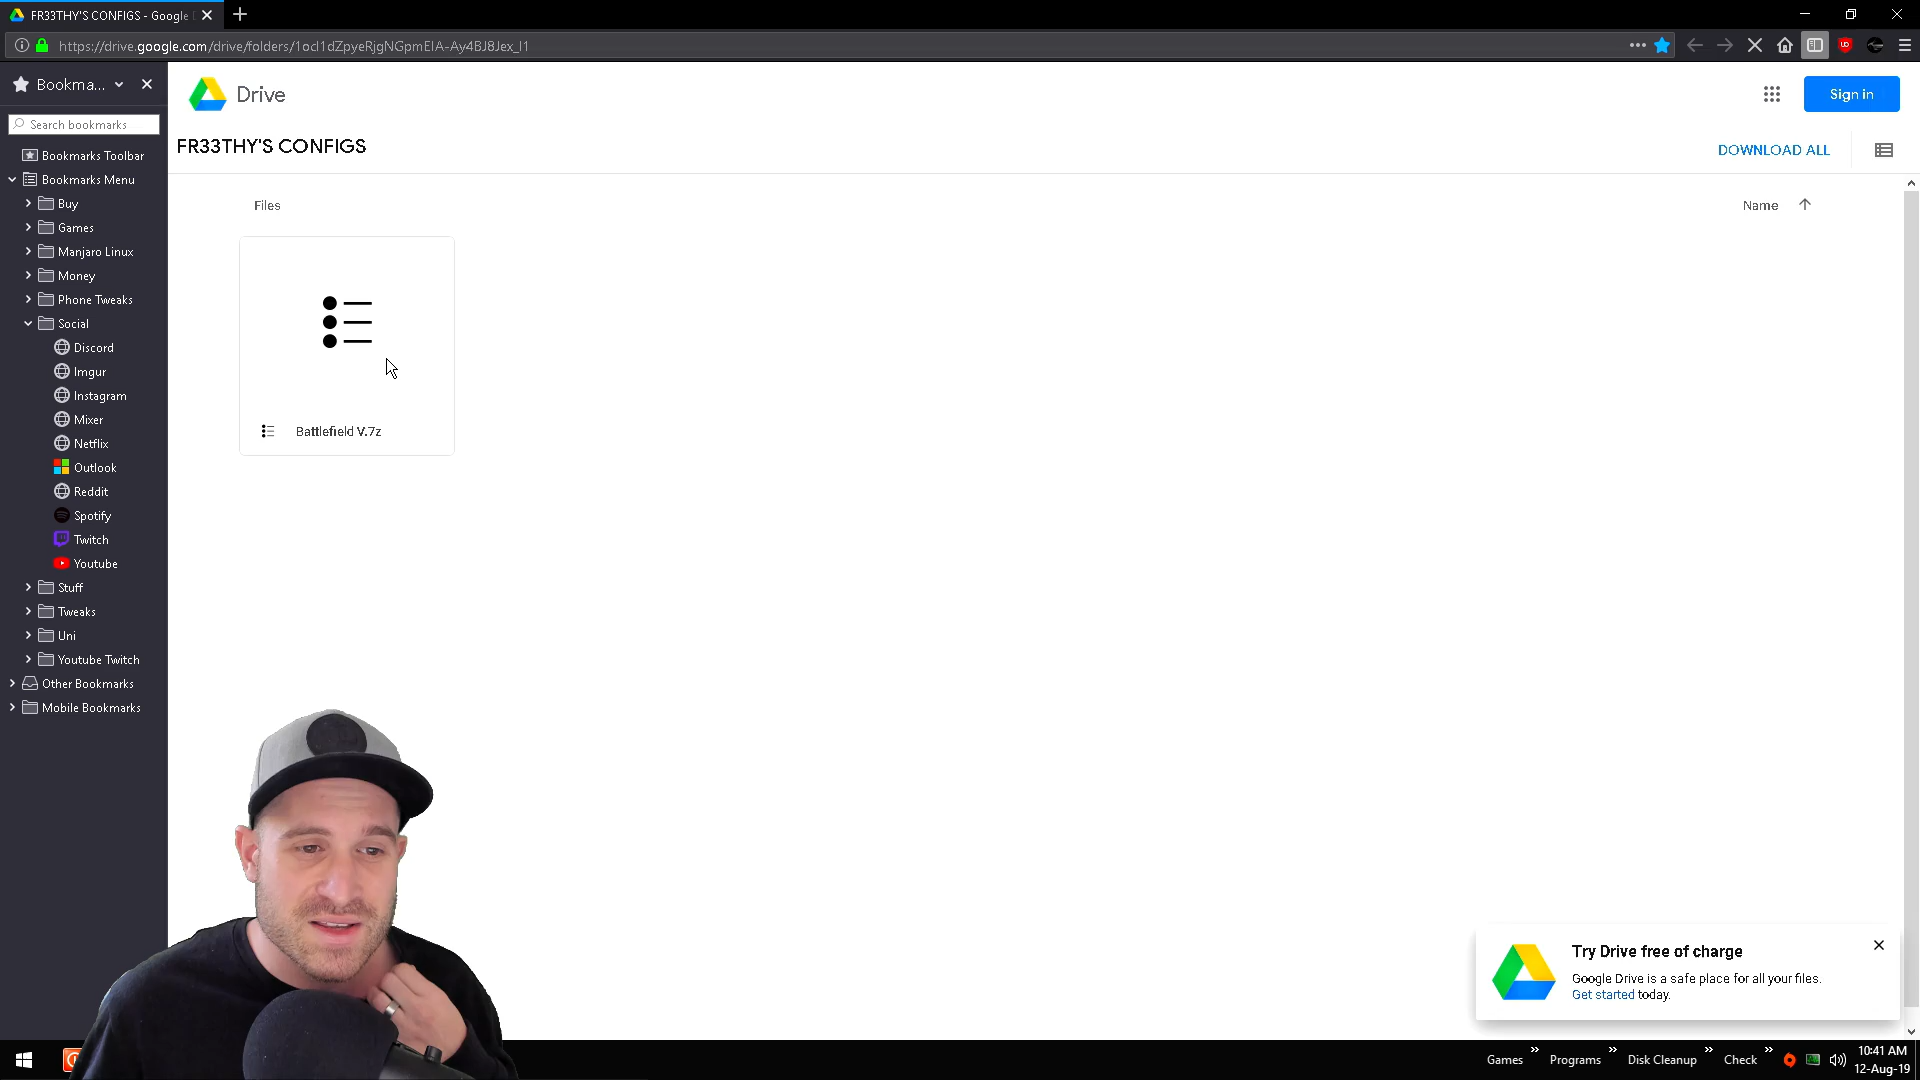 FR33THY'S CONFIGS - Google
https://drive.google.com/drive/folders/1ocI1dZpyeRjgNGpmEIA-Ay4BJ8Jex_I1
Bookma...
Search bookmarks
Bookmarks Toolbar
Bookmarks Menu
Buy
Games
Manjaro Linux
Money
Phone Tweaks
Social
Discord
Imgur
Instagram
Mixer
Netflix
Outlook
Reddit
Spotify
Twitch
Youtube
Stuff
Tweaks
Uni
Youtube Twitch
Other Bookmarks
Mobile Bookmarks
Drive
Sign in
FR33THY'S CONFIGS
DOWNLOAD ALL
Files
Name
Battlefield V.7z
Try Drive free of charge
Google Drive is a safe place for all your files.
Get started today.
Games
Programs
Disk Cleanup
Check
10:41 AM
12-Aug-19